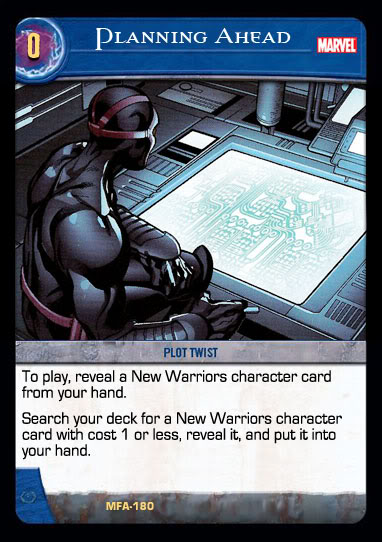 0
Planning Ahead
MARVEL
PLOT TWIST
To play, reveal a New Warriors character card
from your hand.
Search your deck for a New Warriors character
card with cost 1 or less, reveal it, and put it into
your hand.
MFA-180